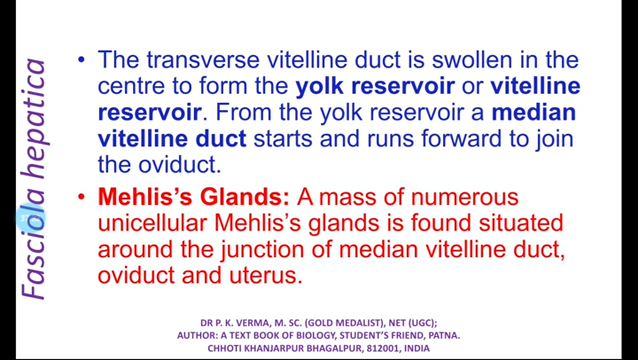 Fasciola hepatica
• The transverse vitelline duct is swollen in the
centre to form the yolk reservoir or vitelline
reservoir. From the yolk reservoir a median
vitelline duct starts and runs forward to join
the oviduct.
• Mehlis's Glands: A mass of numerous
unicellular Mehlis's glands is found situated
around the junction of median vitelline duct,
oviduct and uterus.
DR P. K. VERMA, M. SC. (GOLD MEDALIST), NET (UGC);
AUTHOR: A TEXT BOOK OF BIOLOGY, STUDENT'S FRIEND, PATNA.
CHHOTI KHANJARPUR BHAGALPUR, 812001, INDIA